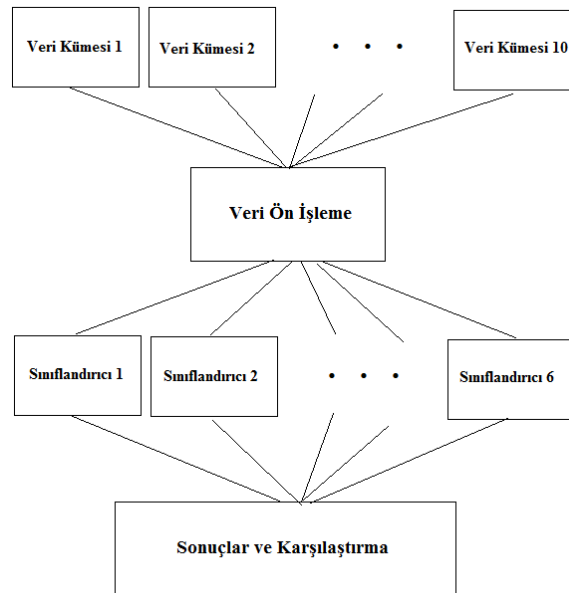 Veri Kümesi 1
Veri Kümesi 2
. . .
Veri Kümesi 10
Veri Ön İşleme
Sınıflandırıcı 1
Sınıflandırıcı 2
. . .
Sınıflandırıcı 6
Sonuçlar ve Karşılaştırma